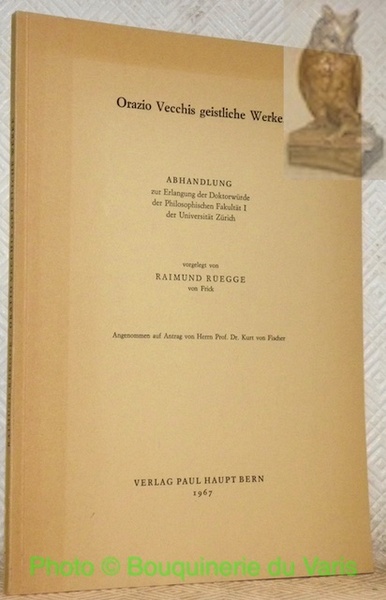 Orazio Vecchis geistliche Werke
ABHANDLUNG
zur Erlangung der Doktorwürde
der Philosophischen Fakultät I
der Universität Zürich
vorgelegt von
RAIMUND RÜEGGE
von Frick
Angenommen auf Antrag von Herrn Prof. Dr. Kurt von Fischer
VERLAG PAUL HAUPT BERN
1967
Photo © Bouquinerie du Varis